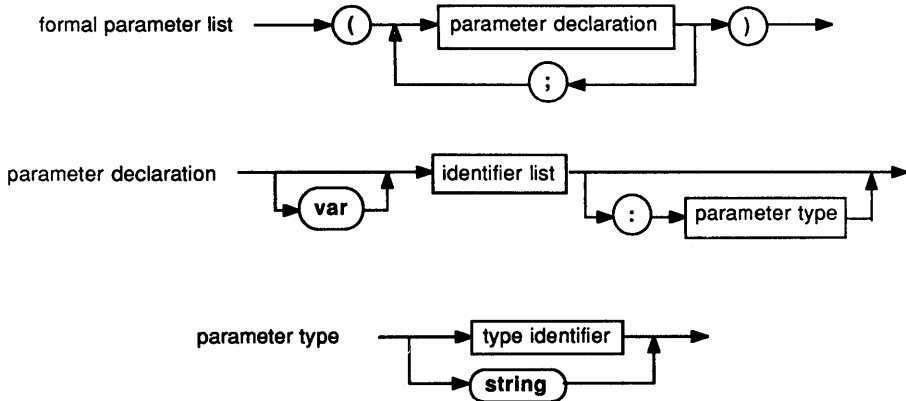 formal parameter list ( parameter declaration )
;
parameter declaration identifier list
var : parameter type
parameter type type identifier
string